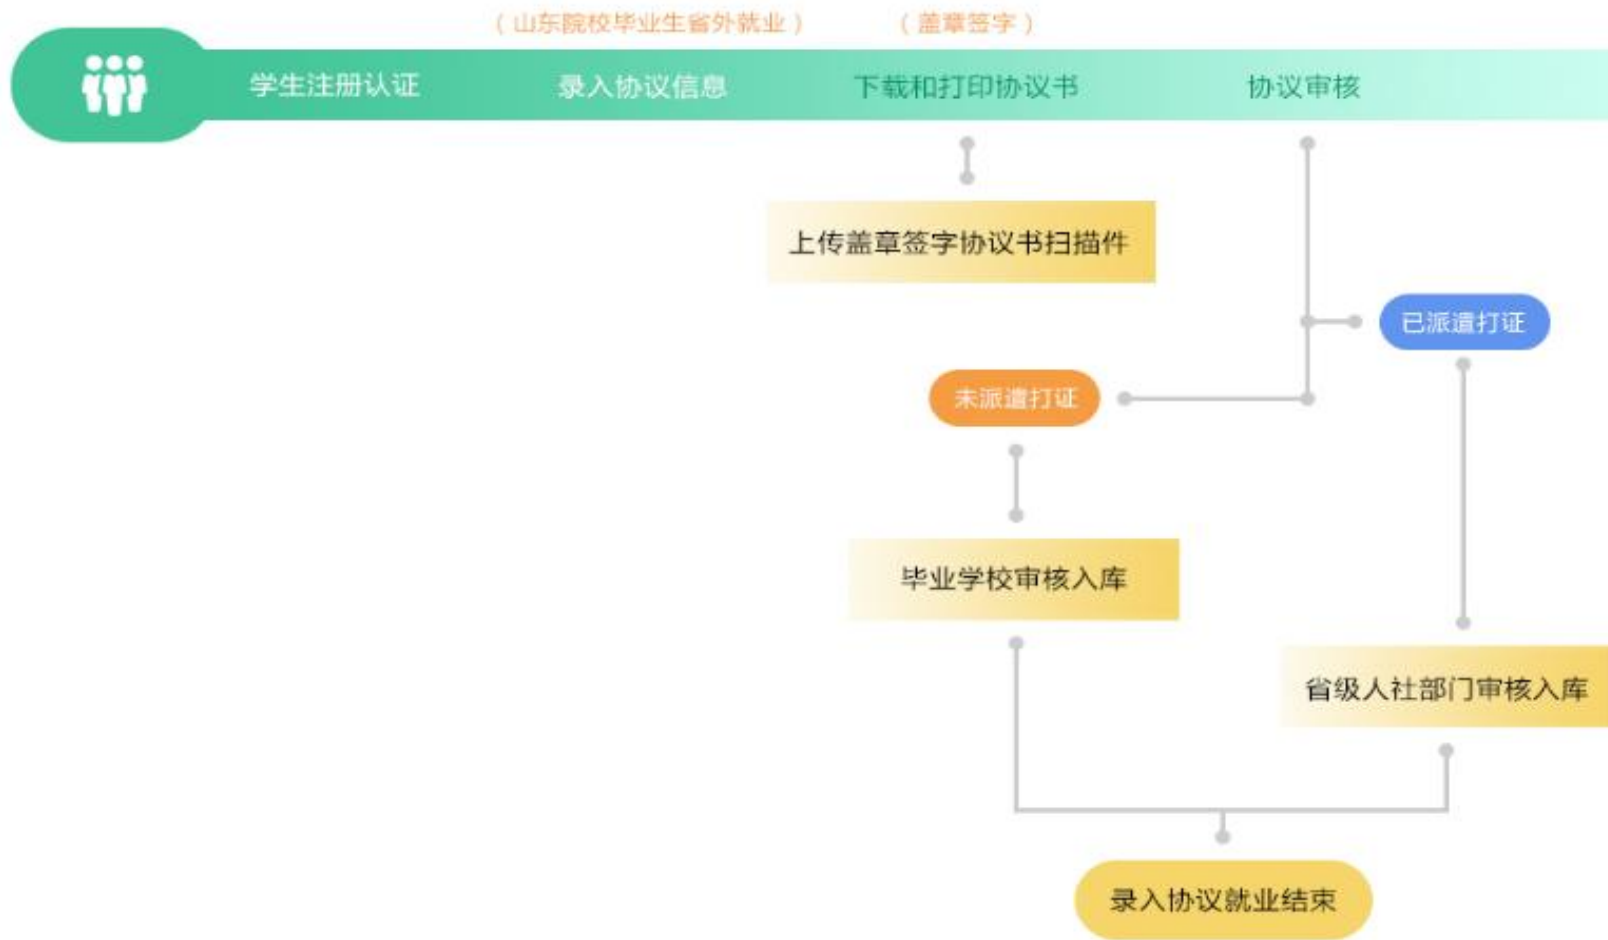 （山东院校毕业生省外就业）
（盖章签字）
学生注册认证
录入协议信息
下载和打印协议书
协议审核
上传盖章签字协议书扫描件
已派遣打证
未派遣打证
毕业学校审核入库
省级人社部门审核入库
录入协议就业结束